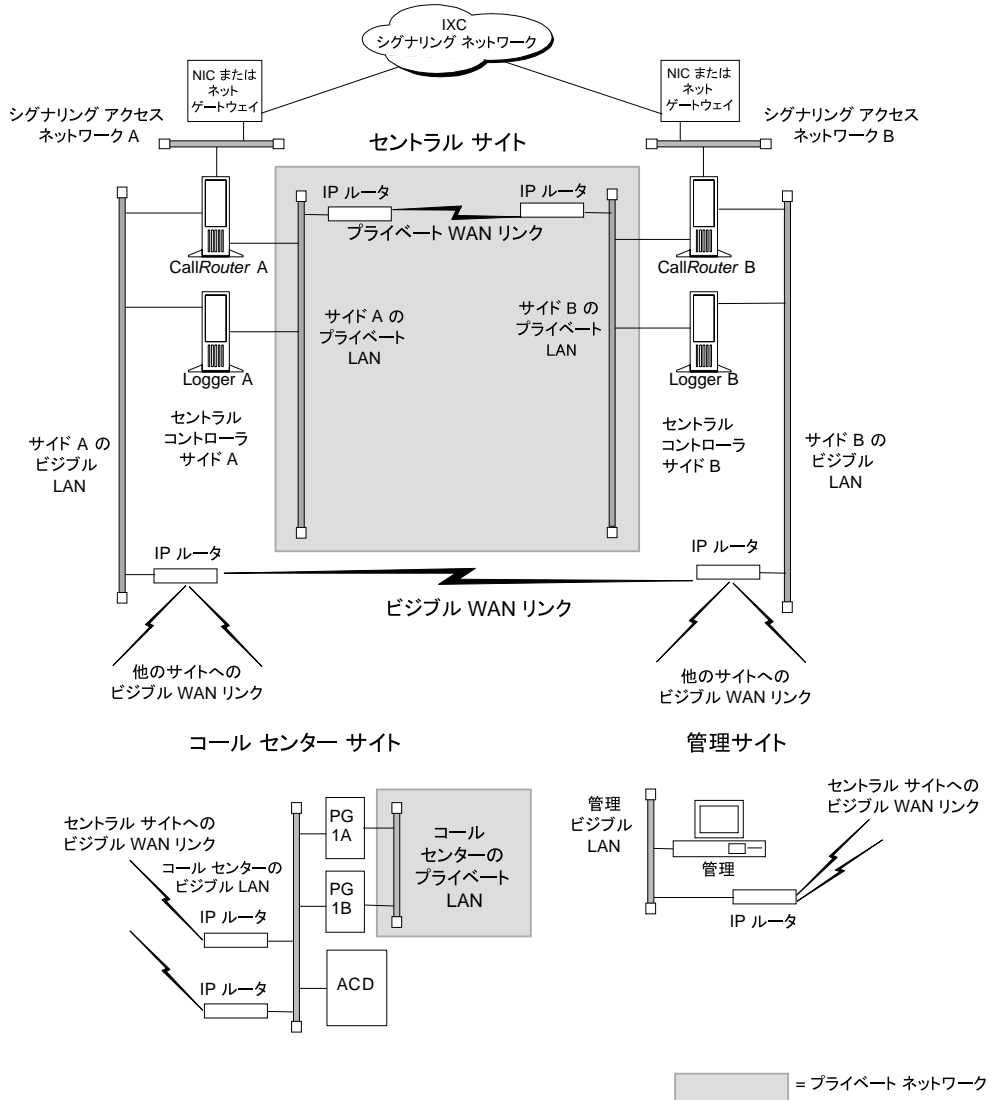 IXC
シグナリング ネットワーク
NIC または
ネット
ゲートウェイ
NIC または
ネット
ゲートウェイ
シグナリング アクセス
ネットワーク A
シグナリング アクセス
ネットワーク B
セントラル サイト
IP ルータ
IP ルータ
プライベート WAN リンク
CallRouter A
CallRouter B
サイド A の
プライベート
LAN
サイド B の
プライベート
LAN
Logger A
Logger B
セントラル
コントローラ
サイド A
セントラル
コントローラ
サイド B
サイド A の
ビジブル
LAN
サイド B の
ビジブル
LAN
IP ルータ
IP ルータ
ビジブル WAN リンク
他のサイトへの
ビジブル WAN リンク
他のサイトへの
ビジブル WAN リンク
コール センター サイト
管理サイト
セントラル サイトへの
ビジブル WAN リンク
コール センターの
ビジブル LAN
IP ルータ
IP ルータ
PG
1A
PG
1B
ACD
コール
センターの
プライベート
LAN
管理
ビジブル
LAN
管理
セントラル サイトへの
ビジブル WAN リンク
IP ルータ
= プライベート ネットワーク